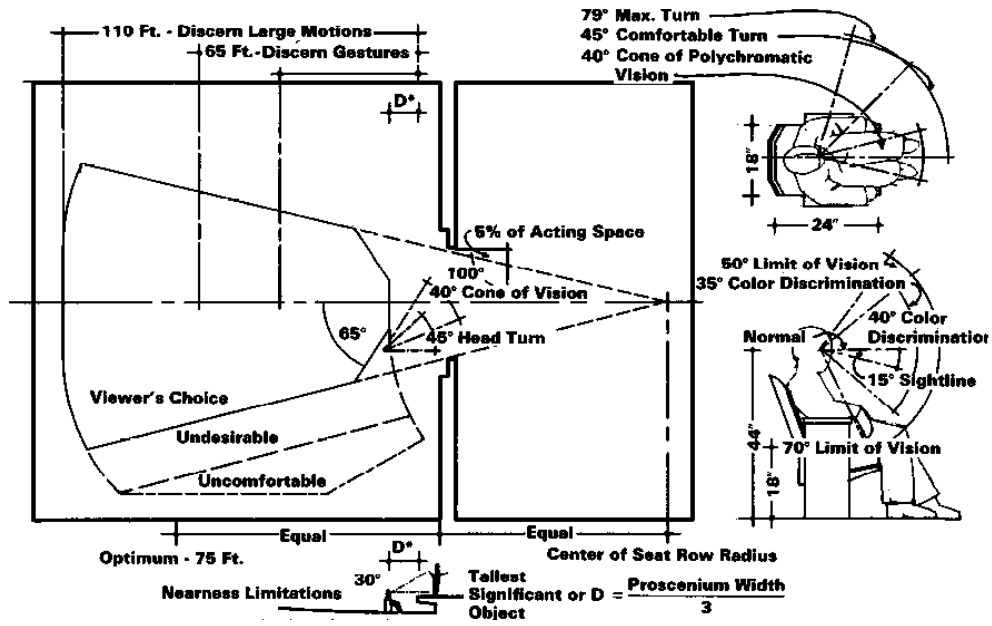 110 Ft. - Discern Large Motions
65 Ft.-Discern Gestures
D*
5% of Acting Space
100°
40° Cone of Vision
65°
45° Head Turn
Viewer's Choice
Undesirable
Uncomfortable
Equal
Equal
Optimum - 75 Ft.
Center of Seat Row Radius
D*
30°
Nearness Limitations
Tallest
Significant or D = Proscenium Width
3
Object
79° Max. Turn
45° Comfortable Turn
40° Cone of Polychromatic
Vision
18"
24"
50° Limit of Vision
35° Color Discrimination
40° Color
Discrimination
Normal
15° Sightline
44"
70° Limit of Vision
18"